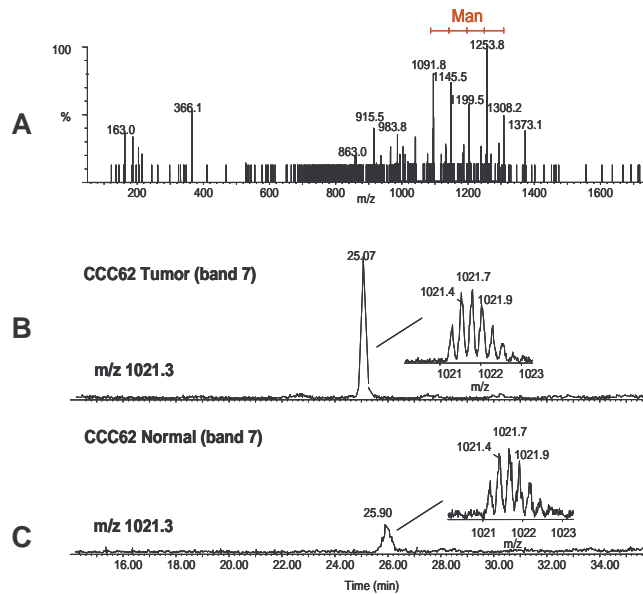 Man
1253.8
100
1091.8
1145.5
1199.5
A
%
366.1
163.0
915.5
983.8
863.0
1308.2
1373.1
200 400 600 800 1000 1200 1400 1600
m/z
25.07
CCC62 Tumor (band 7)
1021.7
1021.4
1021.9
B
m/z 1021.3
1021 1022 1023
m/z
CCC62 Normal (band 7)
1021.7
1021.4
1021.9
C
m/z 1021.3
25.90
1021 1022 1023
m/z
16.00 18.00 20.00 22.00 24.00 26.00 28.00 30.00 32.00 34.00
Time (min)